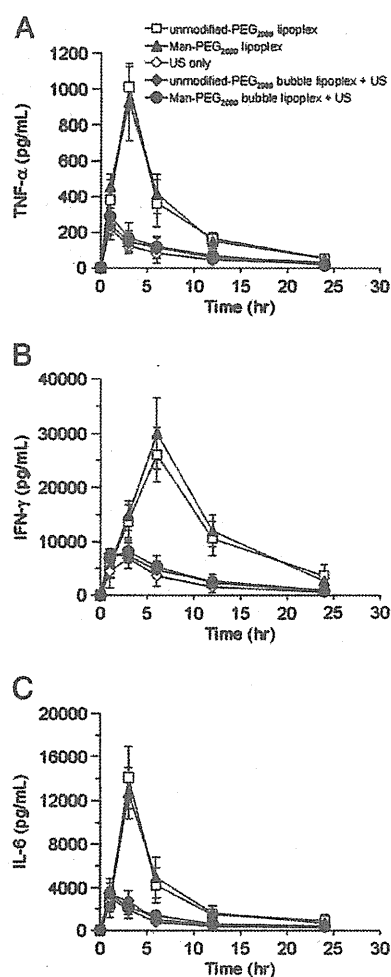 A
unmodified-PEG2000 lipoplex
Man-PEG2000 lipoplex
US only
unmodified-PEG2000 bubble lipoplex + US
Man-PEG2000 bubble lipoplex + US
TNF-α (pg/mL)
1200
1000
800
600
400
200
0
0 5 10 15 20 25 30
Time (hr)
B
IFN-γ (pg/mL)
40000
30000
20000
10000
0
0 5 10 15 20 25 30
Time (hr)
C
IL-6 (pg/mL)
20000
16000
12000
8000
4000
0
0 5 10 15 20 25 30
Time (hr)